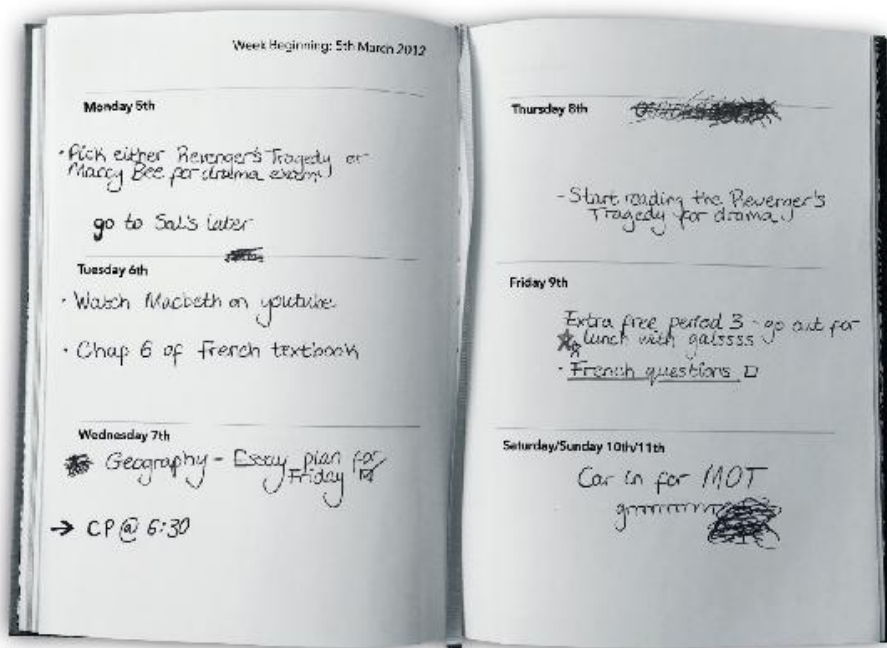 Week Beginning: 5th March 2012
Monday 5th
· Pick either Revenger's Tragedy or
Marcy Bee for drama exam
go to Sal's later
Tuesday 6th
· Watch Macbeth on youtube
· Chap 6 of French textbook
Wednesday 7th
Geography - Essay plan for
Friday ☑
→ CP @ 6:30
Thursday 8th
- Start reading the Revenger's
Tragedy for drama
Friday 9th
Extra free period 3 - go out for
lunch with galssss
· French questions □
Saturday/Sunday 10th/11th
Car in for MOT
grrrrrrrrr